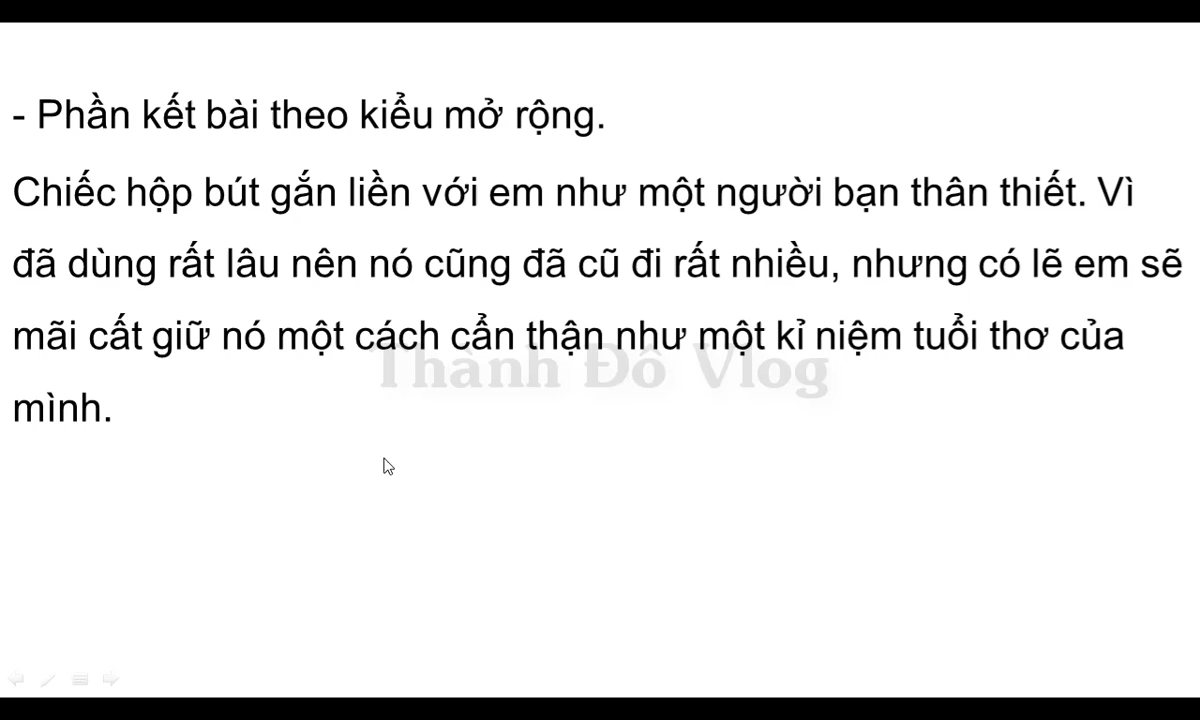 - Phần kết bài theo kiểu mở rộng.
Chiếc hộp bút gắn liền với em như một người bạn thân thiết. Vì
đã dùng rất lâu nên nó cũng đã cũ đi rất nhiều, nhưng có lẽ em sẽ
mãi cất giữ nó một cách cẩn thận như một kỉ niệm tuổi thơ của
Thành Đô Vlog
mình.